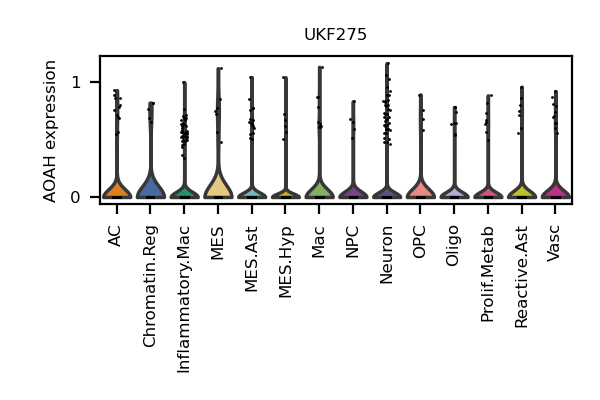 UKF275
AOAH expression
1
0
AC
Chromatin.Reg
Inflammatory.Mac
MES
MES.Ast
MES.Hyp
Mac
NPC
Neuron
OPC
Oligo
Prolif.Metab
Reactive.Ast
Vasc